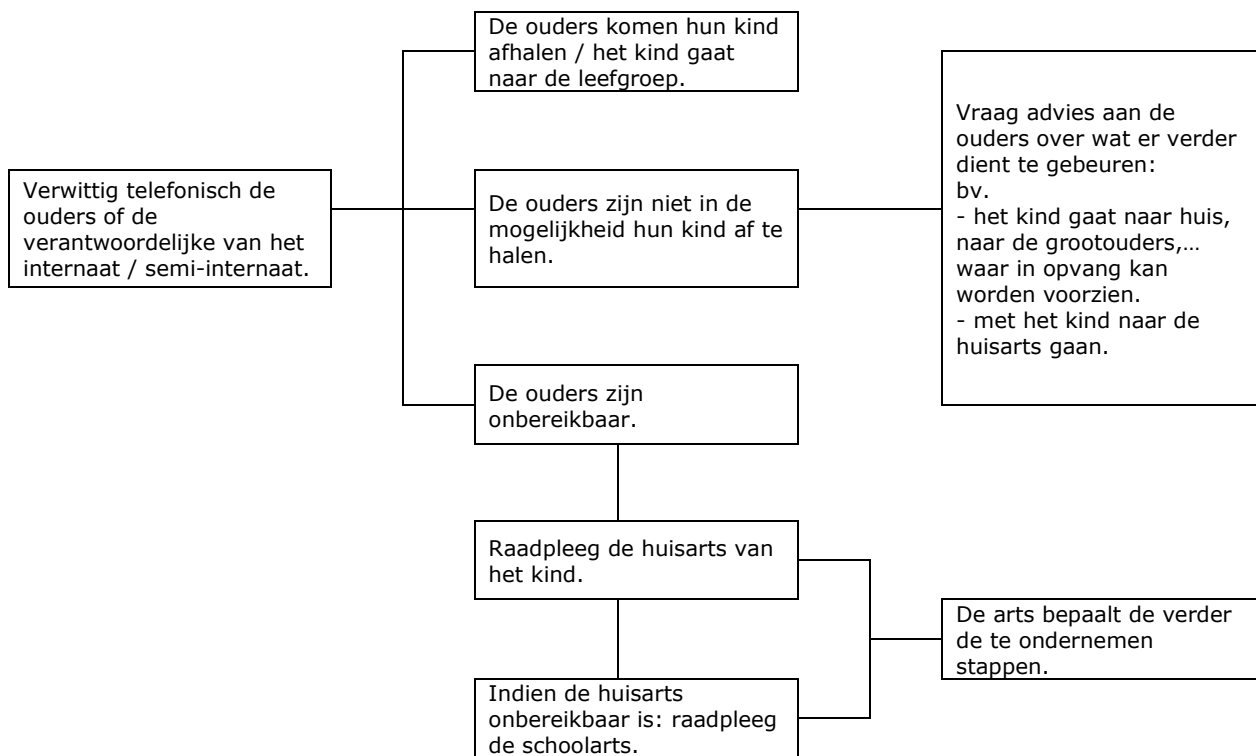 Verwittig telefonisch de
ouders of de
verantwoordelijke van het
internaat / semi-internaat.
De ouders komen hun kind
afhalen / het kind gaat
naar de leefgroep.
De ouders zijn niet in de
mogelijkheid hun kind af te
halen.
Vraag advies aan de
ouders over wat er verder
dient te gebeuren:
bv.
- het kind gaat naar huis,
naar de grootouders,…
waar in opvang kan
worden voorzien.
- met het kind naar de
huisarts gaan.
De ouders zijn
onbereikbaar.
Raadpleeg de huisarts van
het kind.
Indien de huisarts
onbereikbaar is: raadpleeg
de schoolarts.
De arts bepaalt de verder
de te ondernemen
stappen.